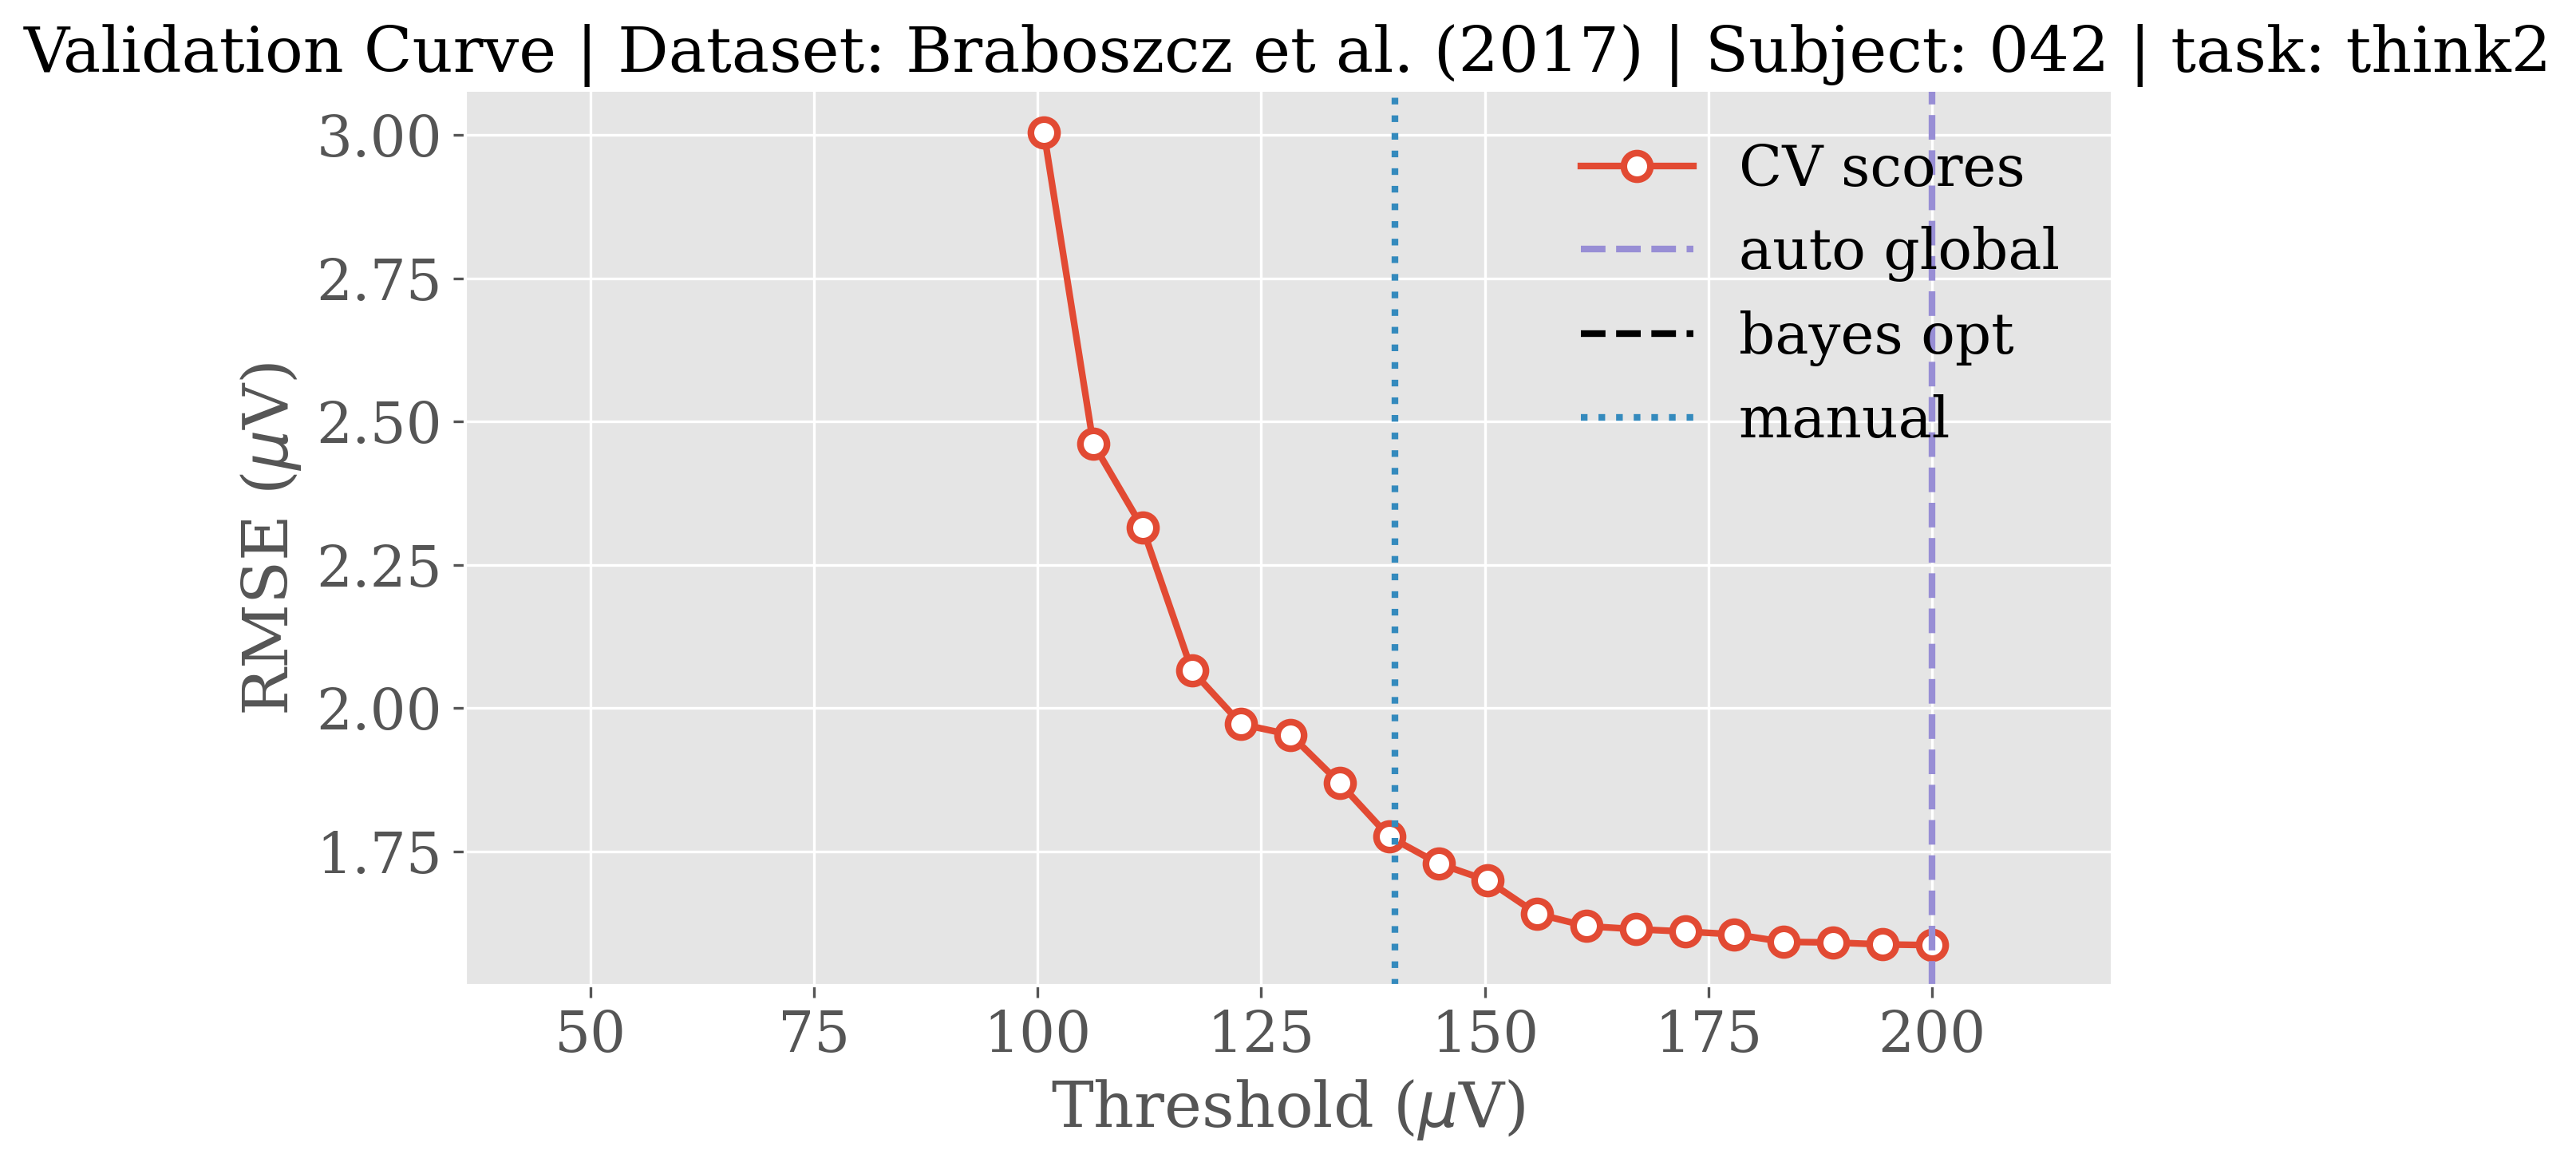 Validation Curve | Dataset: Braboszcz et al. (2017) | Subject: 042 | task: think2
3.00
2.75
2.50
2.25
2.00
1.75
RMSE (μV)
CV scores
auto global
bayes opt
manual
50 75 100 125 150 175 200
Threshold (μV)